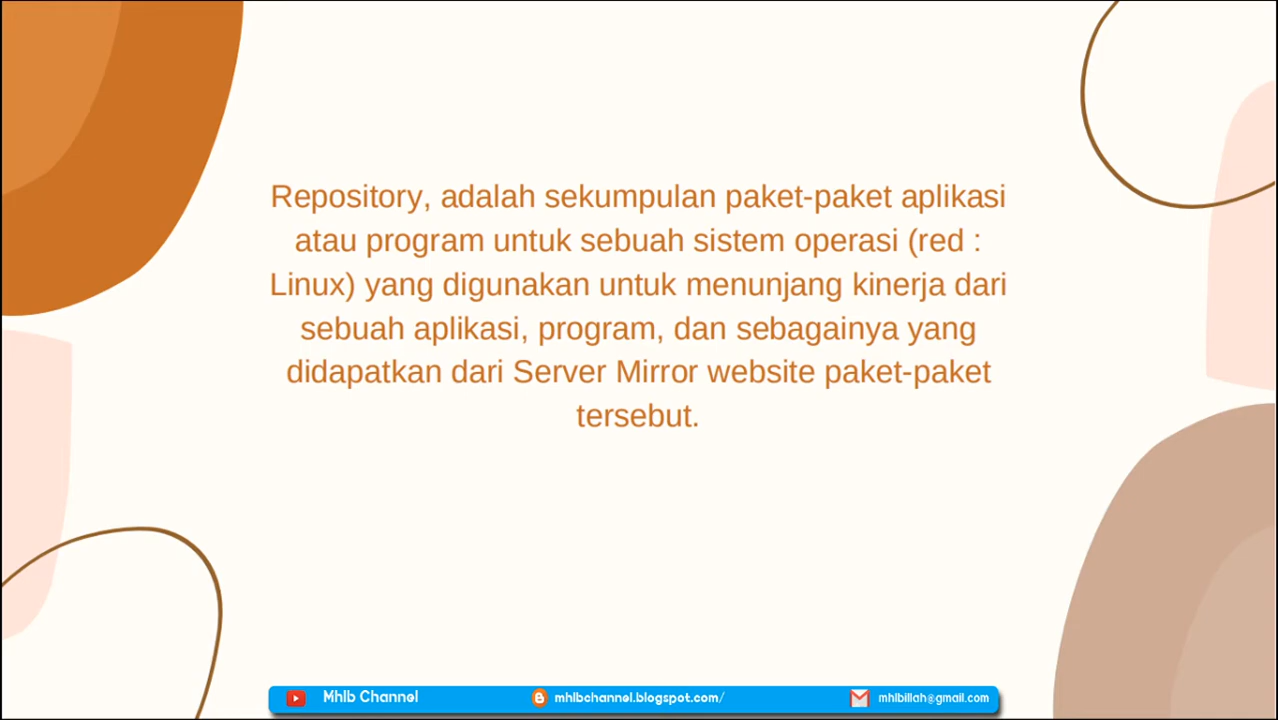 Repository, adalah sekumpulan paket-paket aplikasi
atau program untuk sebuah sistem operasi (red :
Linux) yang digunakan untuk menunjang kinerja dari
sebuah aplikasi, program, dan sebagainya yang
didapatkan dari Server Mirror website paket-paket
tersebut.
Mhlb Channel
mhlbchannel.blogspot.com/
mhlbillah@gmail.com